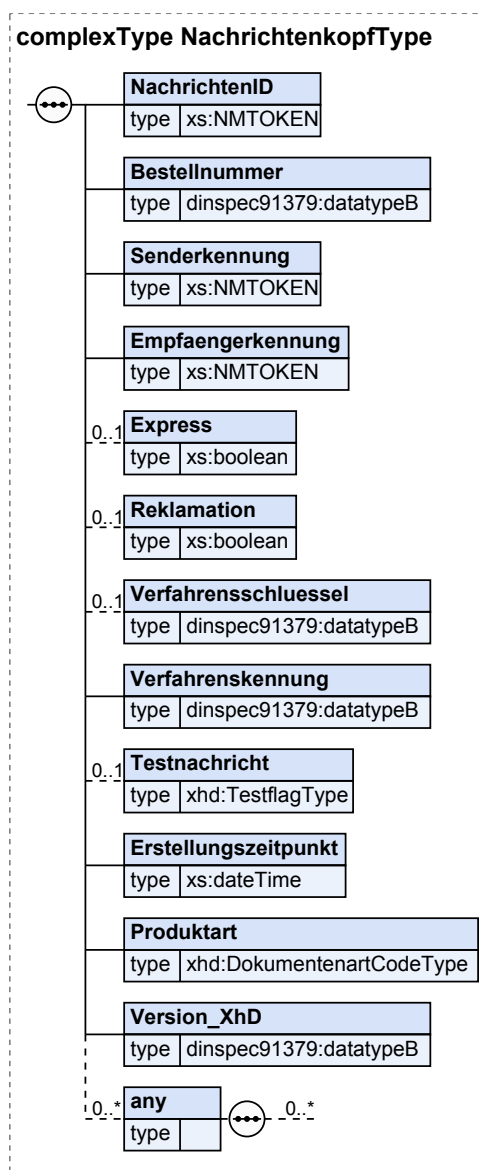 complexType NachrichtenkopfType
NachrichtenID
type xs:NMTOKEN
Bestellnummer
type dinspec91379:datatypeB
Senderkennung
type xs:NMTOKEN
Empfaengerkennung
type xs:NMTOKEN
0..1 Express
type xs:boolean
0..1 Reklamation
type xs:boolean
0..1 Verfahrensschluessel
type dinspec91379:datatypeB
Verfahrenskennung
type dinspec91379:datatypeB
0..1 Testnachricht
type xhd:TestflagType
Erstellungszeitpunkt
type xs:dateTime
Produktart
type xhd:DokumentenartCodeType
Version_XhD
type dinspec91379:datatypeB
0..* any 0..*
type